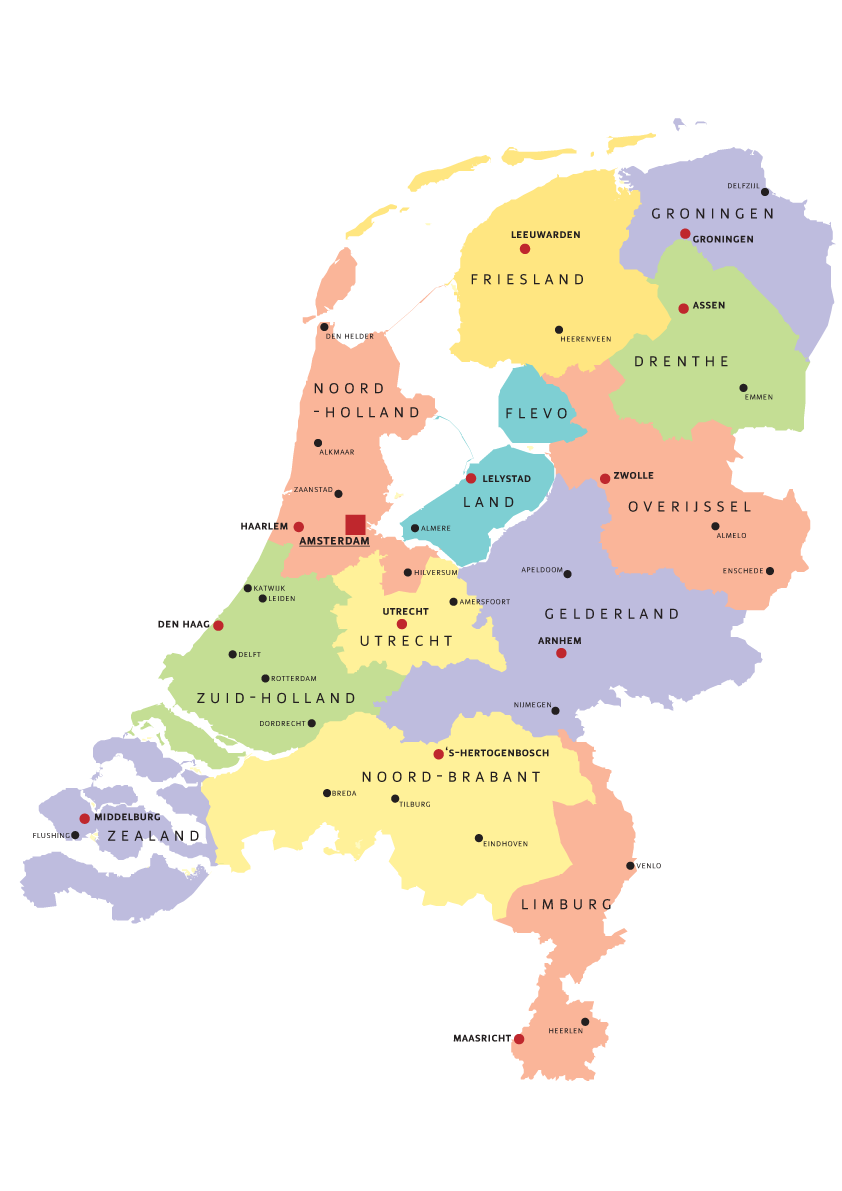 DELFZIJL
GRONINGEN
GRONINGEN
LEEUWARDEN
FRIESLAND
ASSEN
HEERENVEEN
DEN HELDER
DRENTHE
EMMEN
NOORD
-HOLLAND
FLEVO
ALKMAAR
ZWOLLE
LELYSTAD
ZAANSTAD
LAND
OVERIJSSEL
HAARLEM
ALMERE
AMSTERDAM
ALMELO
APELDOOM
ENSCHEDE
HILVERSUM
KATWIJK
LEIDEN
AMERSFOORT
UTRECHT
GELDERLAND
DEN HAAG
UTRECHT
ARNHEM
DELFT
ROTTERDAM
ZUID-HOLLAND
NIJMEGEN
DORDRECHT
'S-HERTOGENBOSCH
NOORD-BRABANT
BREDA
TILBURG
MIDDELBURG
FLUSHING
ZEALAND
EINDHOVEN
VENLO
LIMBURG
HEERLEN
MAASRICHT